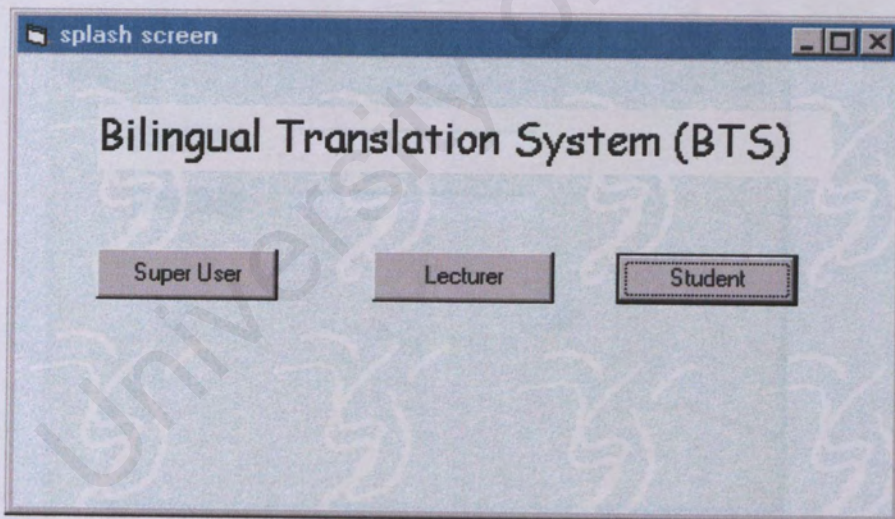 splash screen
Bilingual Translation System (BTS)
Super User Lecturer Student
University